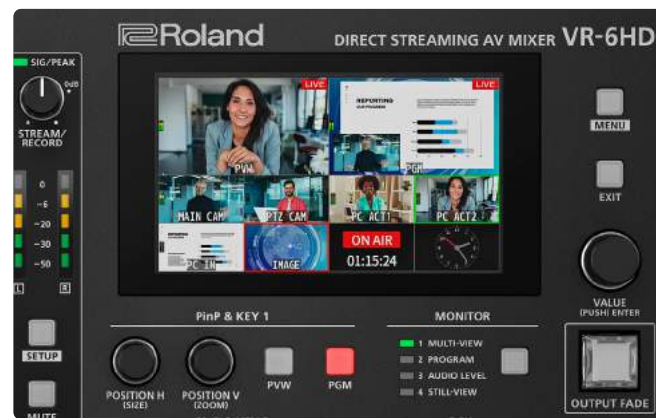 Roland
DIRECT STREAMING AV MIXER VR-6HD
SIG/PEAK
0dB
STREAM/
RECORD
0
-6
-20
-30
-50
L R
SETUP
MUTE
LIVE
PVW
LIVE
REPORTING
OUR PROGRESS
PGM
MAIN CAM
PTZ CAM
PC ACT1
PC ACT2
PC IN
IMAGE
ON AIR
01:15:24
MENU
EXIT
VALUE
(PUSH) ENTER
OUTPUT FADE
PinP & KEY 1
POSITION H
(SIZE)
POSITION V
(ZOOM)
PVW
PGM
MONITOR
1 MULTI-VIEW
2 PROGRAM
3 AUDIO LEVEL
4 STILL-VIEW